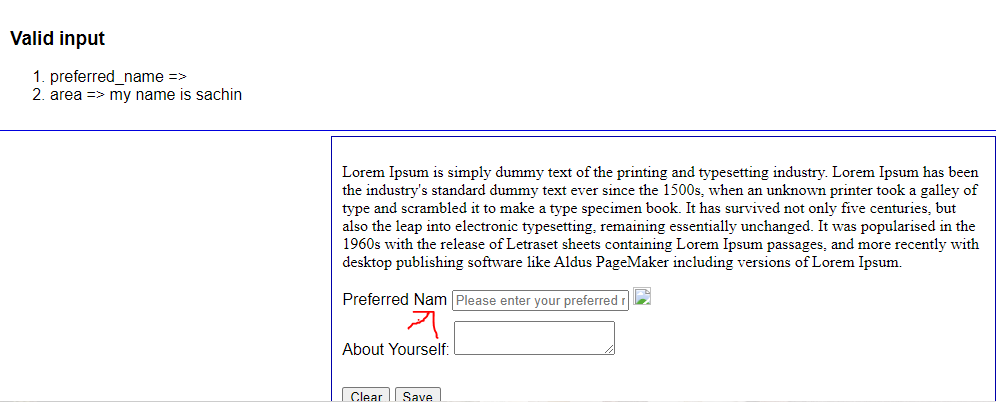 Valid input
1. preferred_name =>
2. area => my name is sachin
Lorem Ipsum is simply dummy text of the printing and typesetting industry. Lorem Ipsum has been
the industry's standard dummy text ever since the 1500s, when an unknown printer took a galley of
type and scrambled it to make a type specimen book. It has survived not only five centuries, but
also the leap into electronic typesetting, remaining essentially unchanged. It was popularised in the
1960s with the release of Letraset sheets containing Lorem Ipsum passages, and more recently with
desktop publishing software like Aldus PageMaker including versions of Lorem Ipsum.
Preferred Nam Please enter your preferred r
About Yourself:
Clear Save